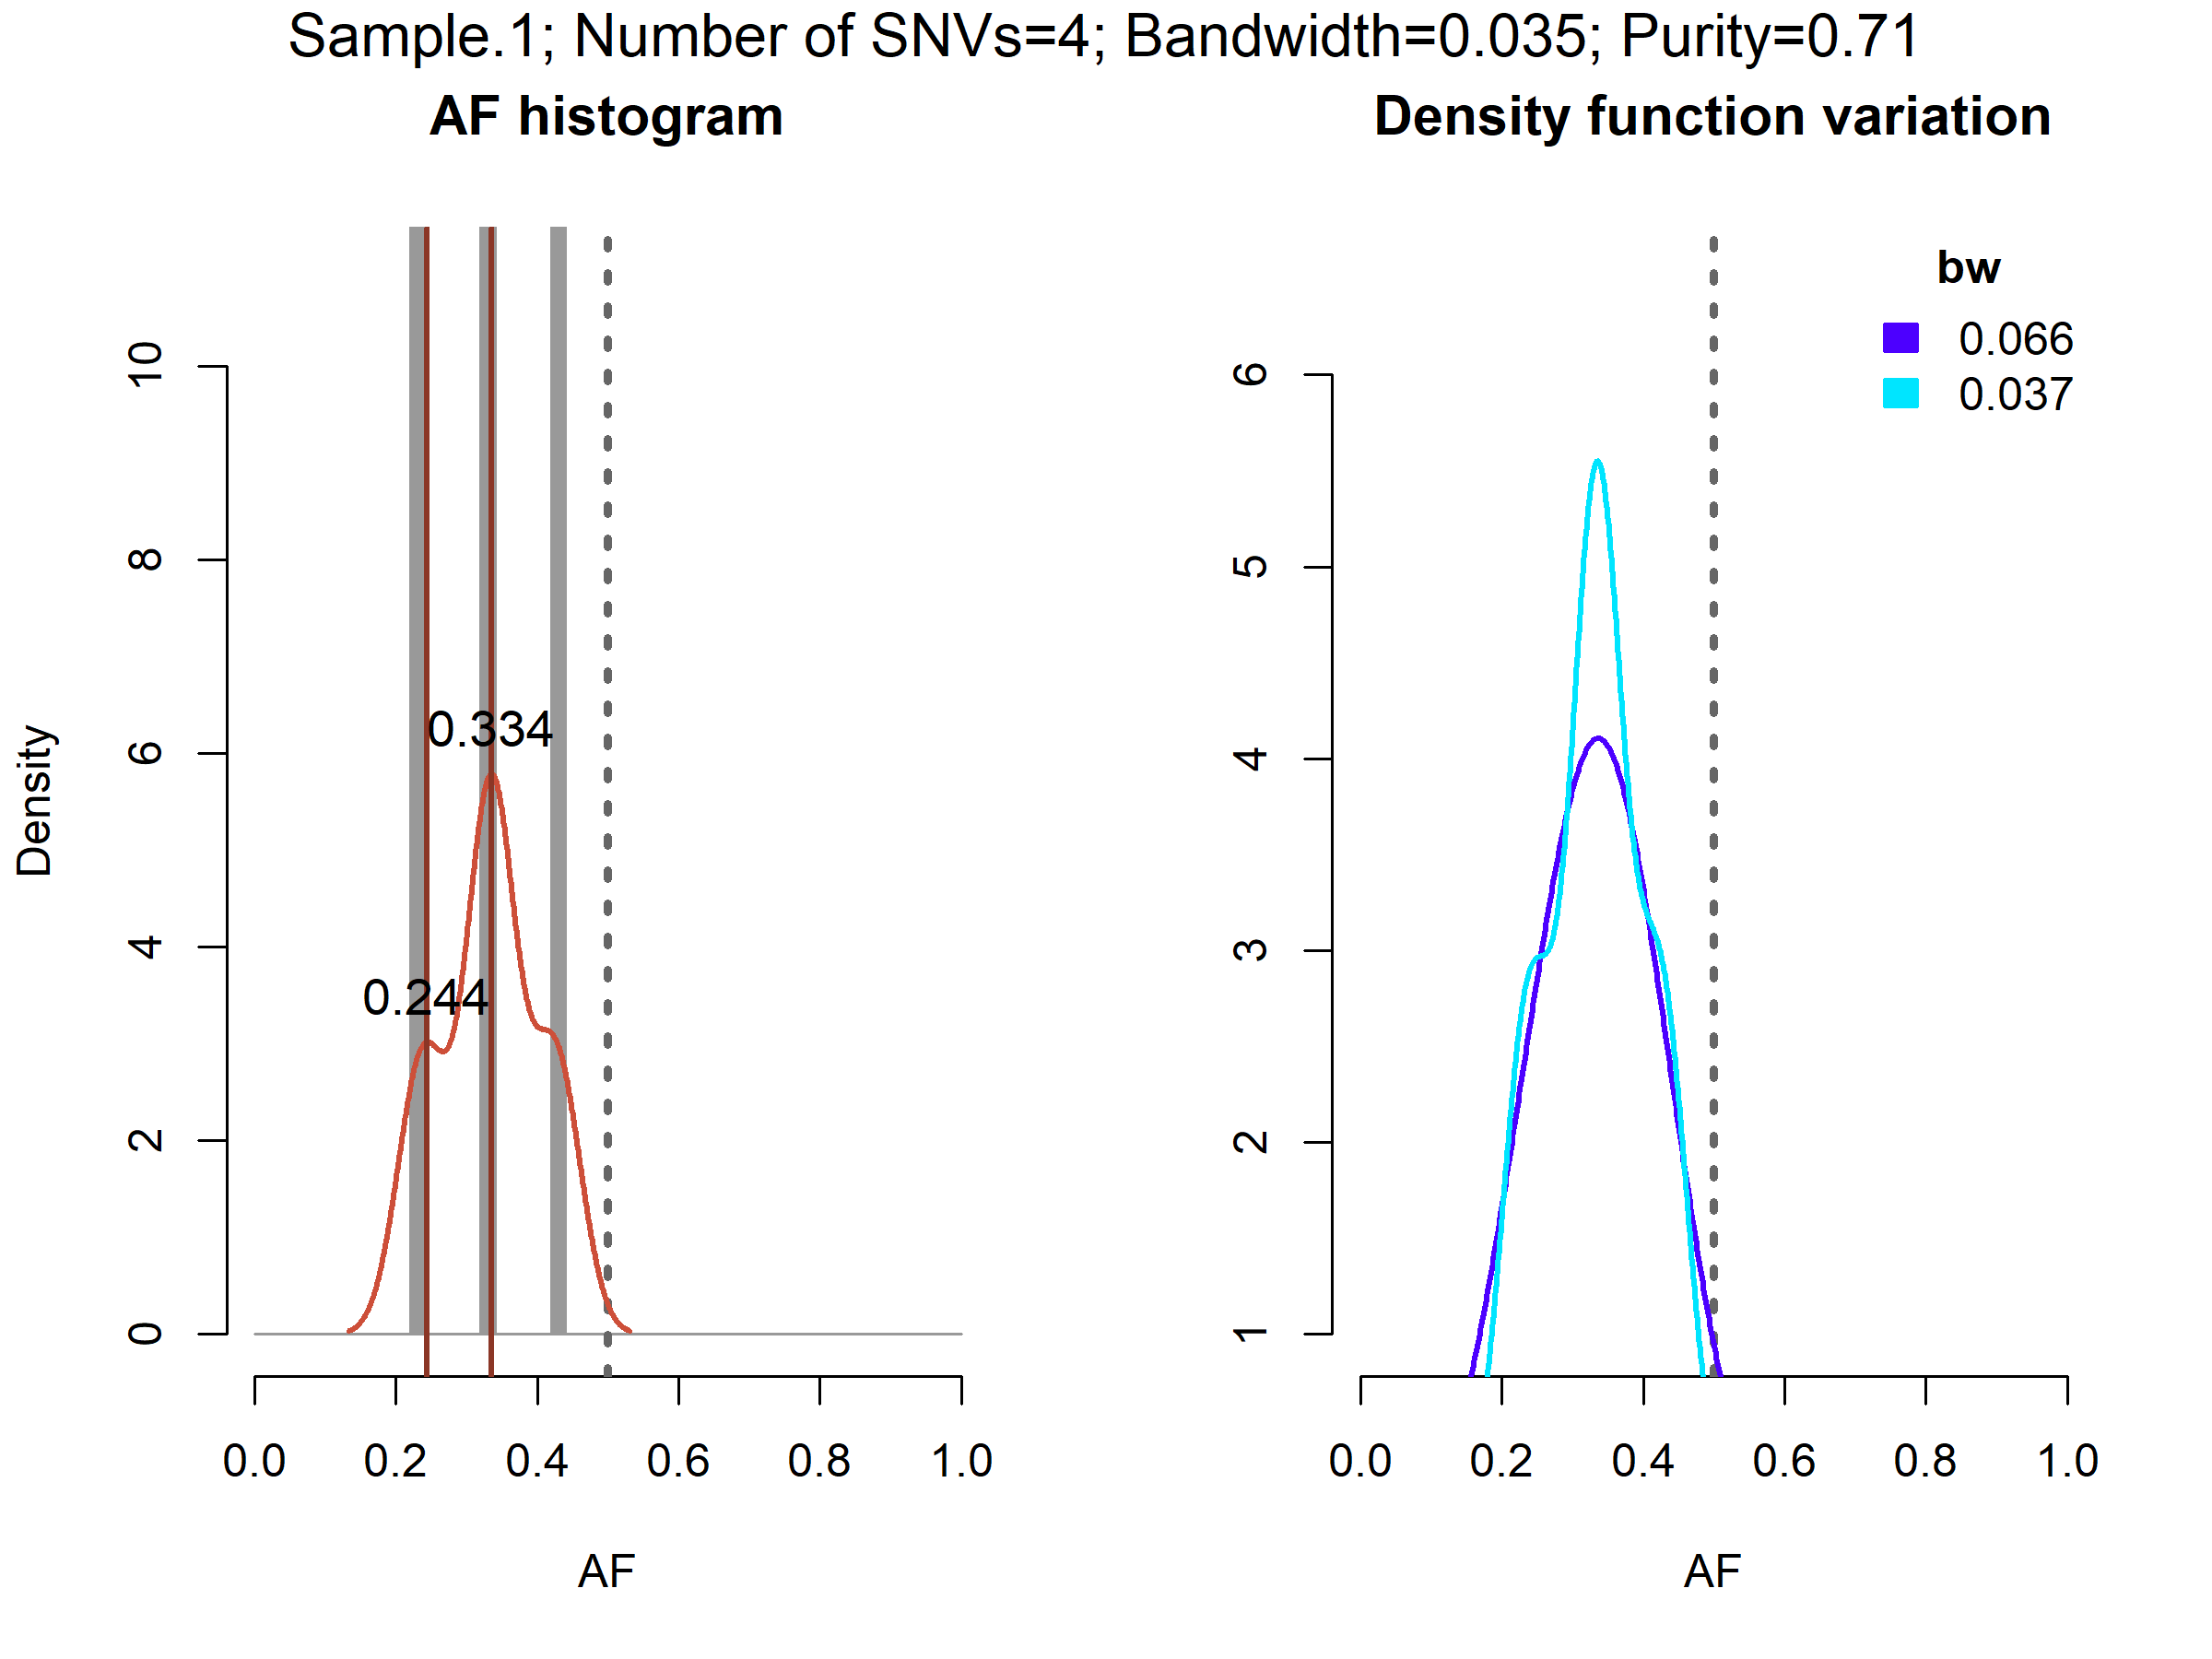 Sample.1; Number of SNVs=4; Bandwidth=0.035; Purity=0.71
AF histogram
Density
10
8
6
4
2
0
0.334
0.244
0.0 0.2 0.4 0.6 0.8 1.0
AF
Density function variation
bw
0.066
0.037
6
5
4
3
2
1
0.0 0.2 0.4 0.6 0.8 1.0
AF